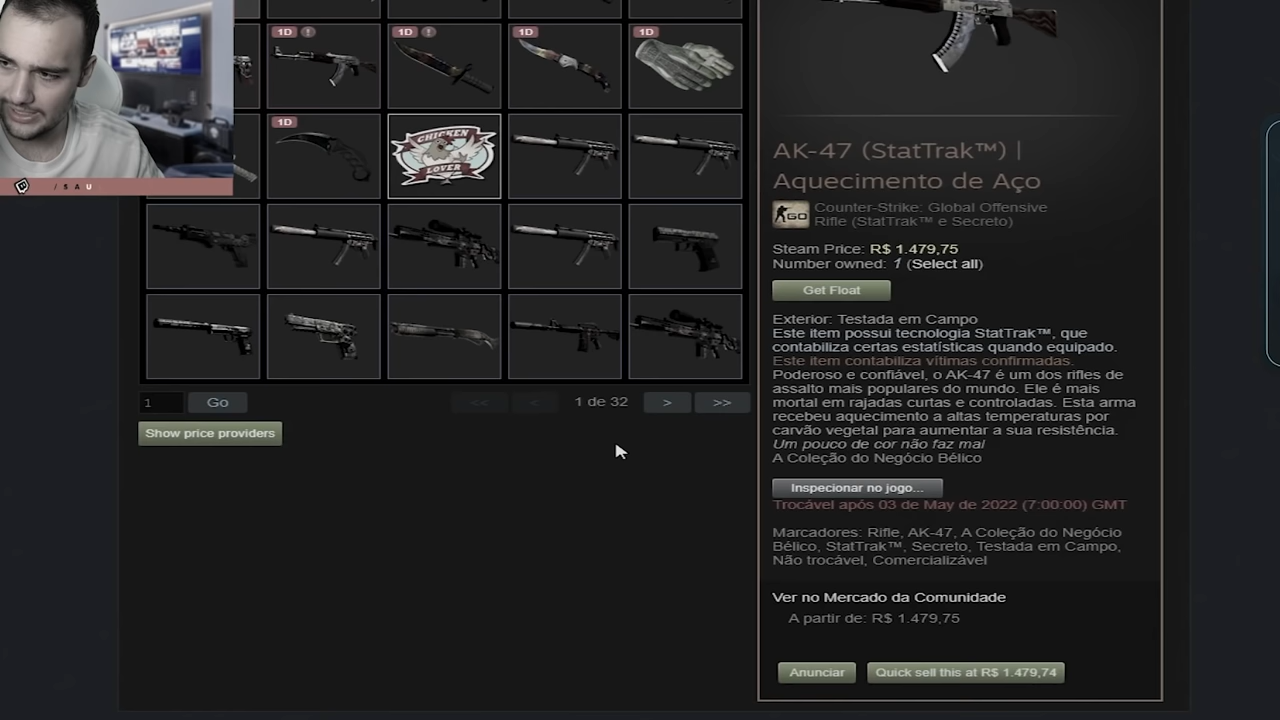 1D
1D
1D
1D
1D
CHICKEN
LOVER
/ S A U
1
Go
<<
<
1 de 32
>
>>
Show price providers
AK-47 (StatTrak™) |
Aquecimento de Aço
GO
Counter-Strike: Global Offensive
Rifle (StatTrak™ e Secreto)
Steam Price: R$ 1.479,75
Number owned: 1 (Select all)
Get Float
Exterior: Testada em Campo
Este item possui tecnologia StatTrak™, que
contabiliza certas estatísticas quando equipado.
Este item contabiliza vítimas confirmadas.
Poderoso e confiável, o AK-47 é um dos rifles de
assalto mais populares do mundo. Ele é mais
mortal em rajadas curtas e controladas. Esta arma
recebeu aquecimento a altas temperaturas por
carvão vegetal para aumentar a sua resistência.
Um pouco de cor não faz mal
A Coleção do Negócio Bélico
Inspecionar no jogo...
Trocável após 03 de May de 2022 (7:00:00) GMT
Marcadores: Rifle, AK-47, A Coleção do Negócio
Bélico, StatTrak™, Secreto, Testada em Campo,
Não trocável, Comercializável
Ver no Mercado da Comunidade
A partir de: R$ 1.479,75
Anunciar
Quick sell this at R$ 1.479,74